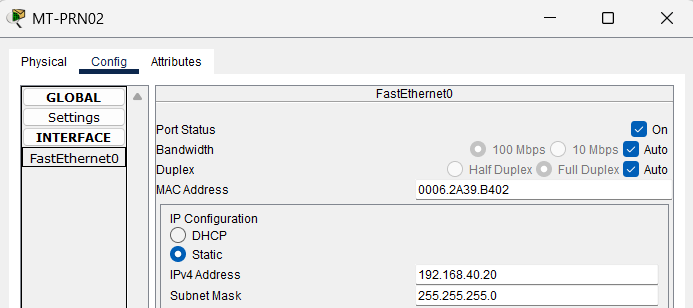 MT-PRN02
Physical Config Attributes
GLOBAL
Settings
INTERFACE
FastEthernet0
FastEthernet0
Port Status On
Bandwidth 100 Mbps 10 Mbps Auto
Duplex Half Duplex Full Duplex Auto
MAC Address 0006.2A39.B402
IP Configuration
DHCP
Static
IPv4 Address 192.168.40.20
Subnet Mask 255.255.255.0